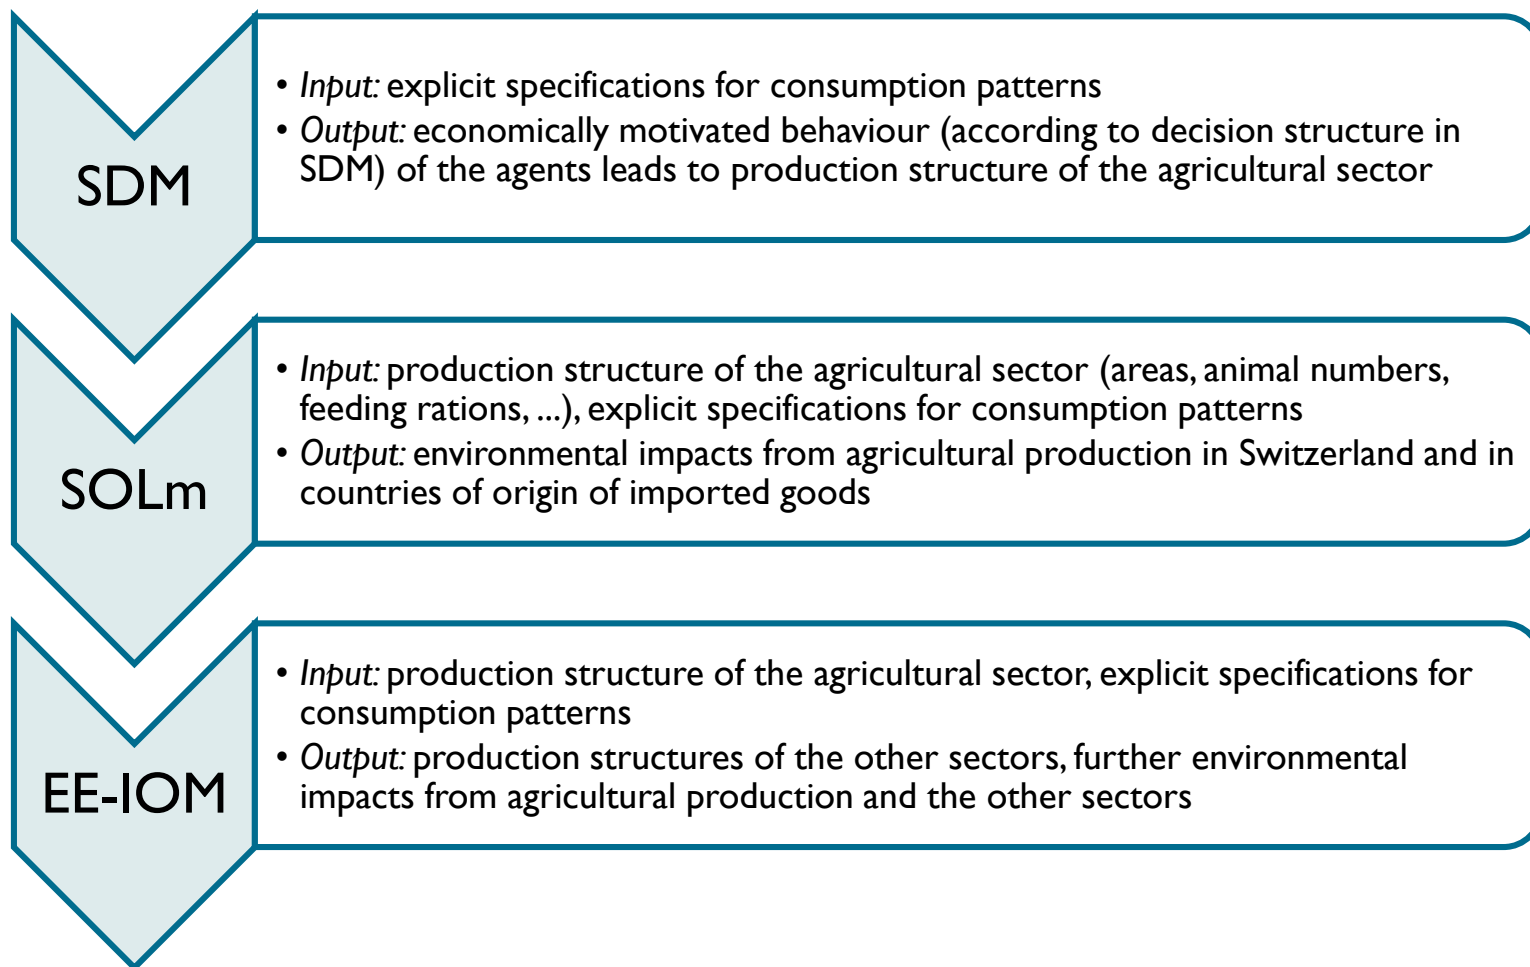 SDM
• Input: explicit specifications for consumption patterns
• Output: economically motivated behaviour (according to decision structure in
SDM) of the agents leads to production structure of the agricultural sector
SOLm
• Input: production structure of the agricultural sector (areas, animal numbers,
feeding rations, ...), explicit specifications for consumption patterns
• Output: environmental impacts from agricultural production in Switzerland and in
countries of origin of imported goods
EE-IOM
• Input: production structure of the agricultural sector, explicit specifications for
consumption patterns
• Output: production structures of the other sectors, further environmental
impacts from agricultural production and the other sectors